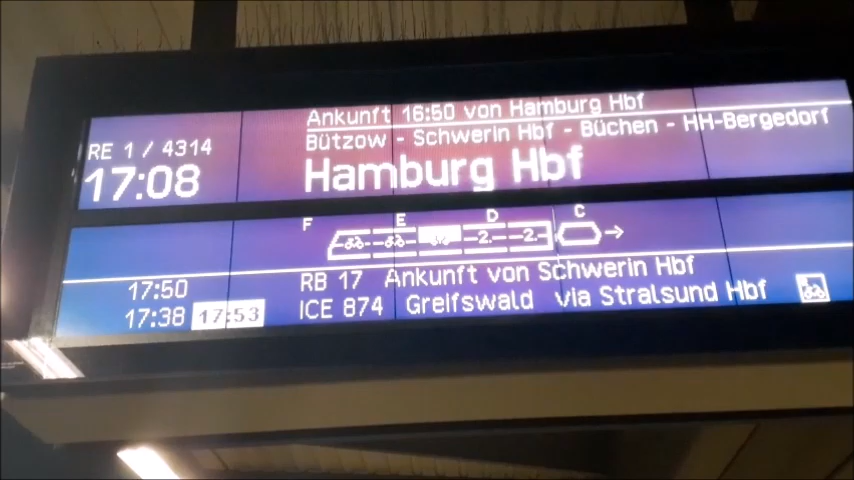 Ankunft 16:50 von Hamburg Hbf
RE 1 / 4314 Bützow - Schwerin Hbf - Büchen - HH-Bergedorf
17:08 Hamburg Hbf
F E D C
2 2
17:50 RB 17 Ankunft von Schwerin Hbf
17:38 17:53 ICE 874 Greifswald via Stralsund Hbf